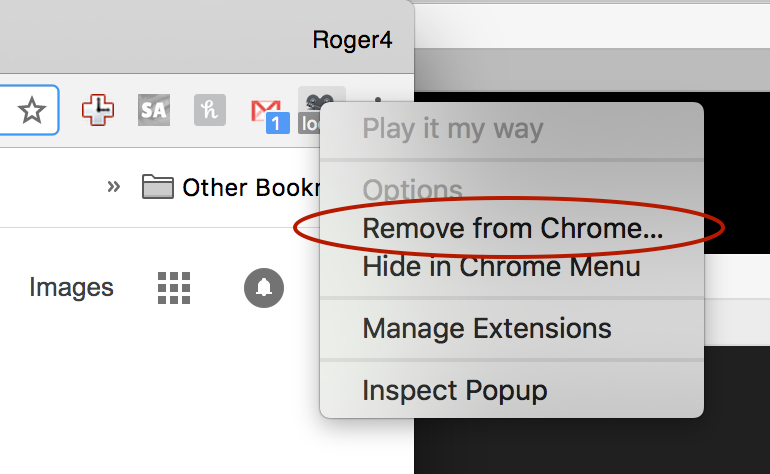 Roger4
SA
h
1
Play it my way
» Other Bookm
Options
Remove from Chrome...
Hide in Chrome Menu
Images
Manage Extensions
Inspect Popup